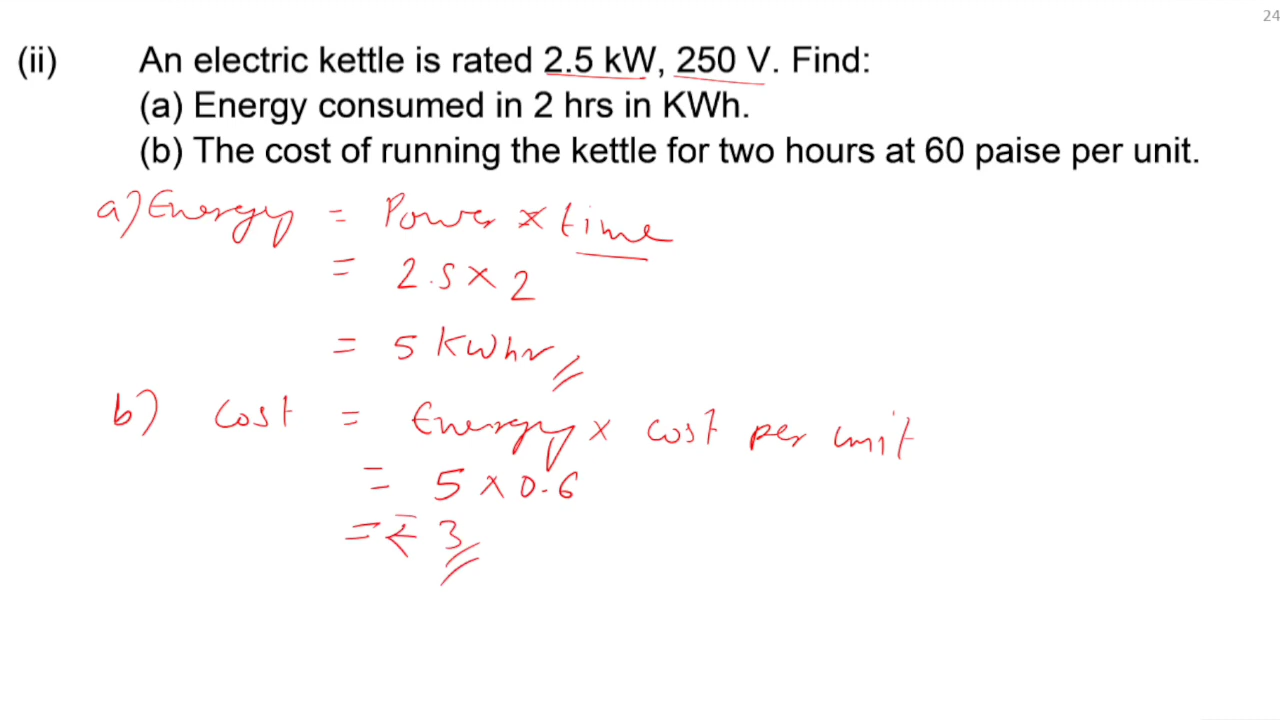 24
(ii) An electric kettle is rated 2.5 kW, 250 V. Find:
(a) Energy consumed in 2 hrs in KWh.
(b) The cost of running the kettle for two hours at 60 paise per unit.
a) Energy = Power × time
= 2.5 × 2
= 5 kWhr
b) Cost = Energy × cost per unit
= 5 × 0.6
= ₹ 3